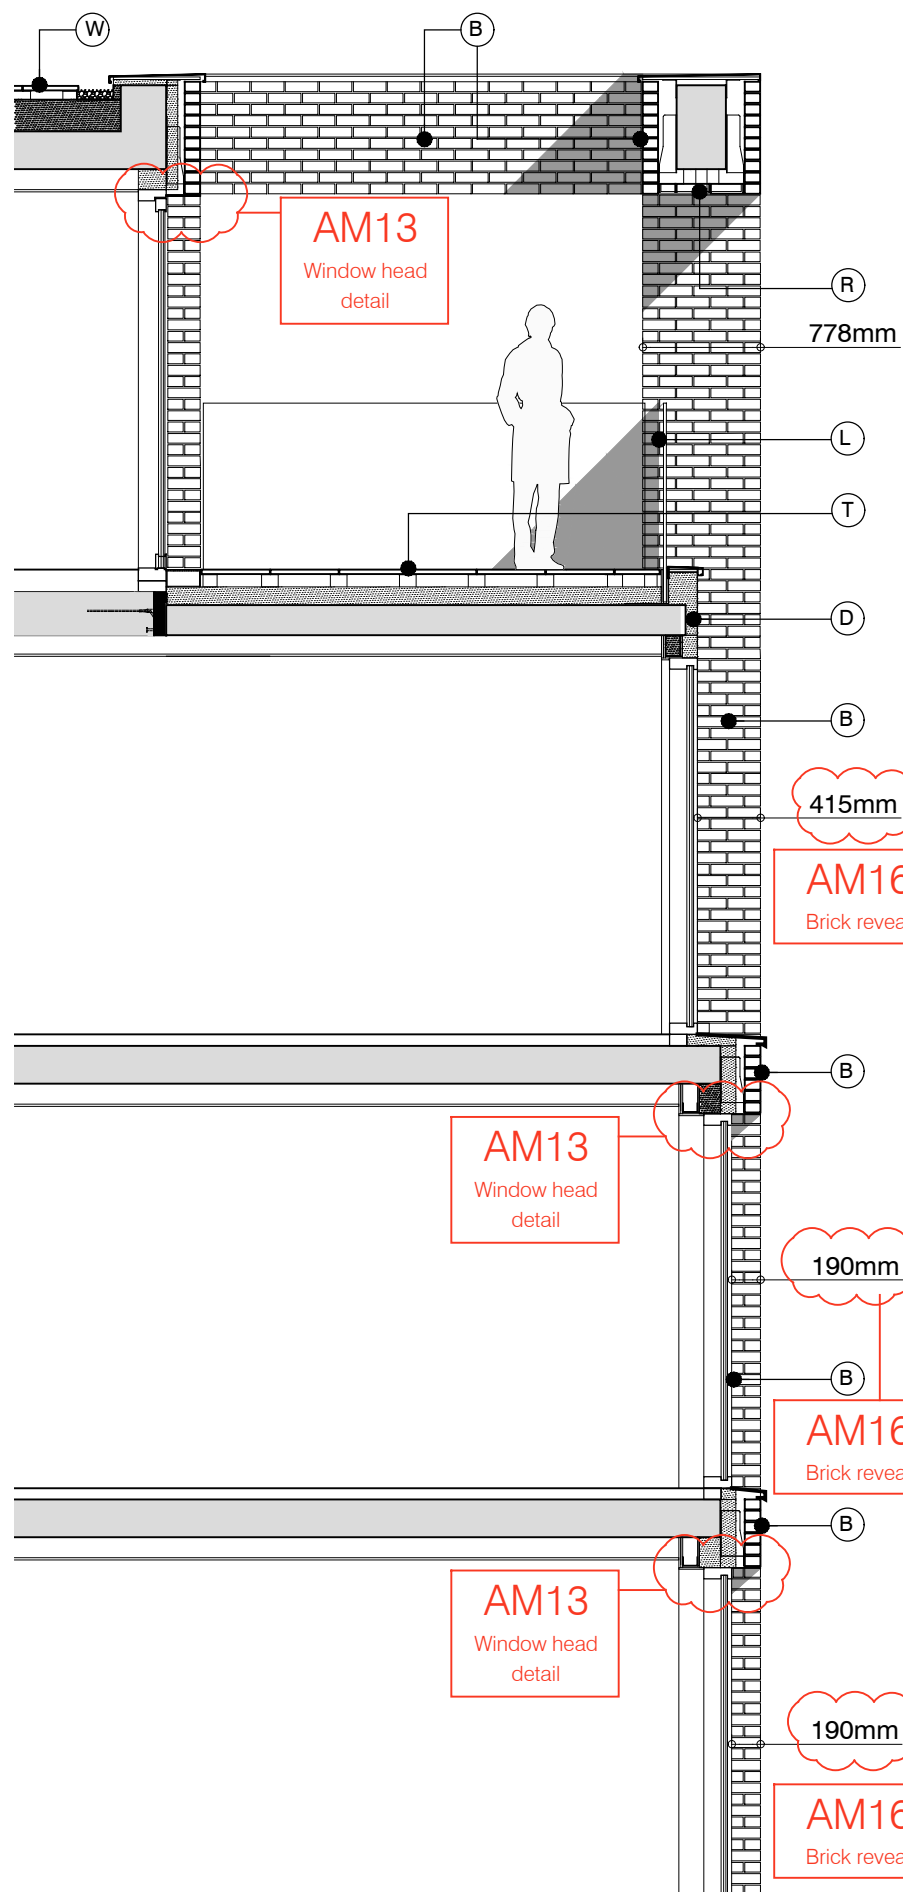 W
B
AM13
Window head
detail
R
778mm
L
T
D
B
415mm
AM16
Brick revea
B
AM13
Window head
detail
190mm
B
AM16
Brick revea
B
AM13
Window head
detail
190mm
AM16
Brick revea